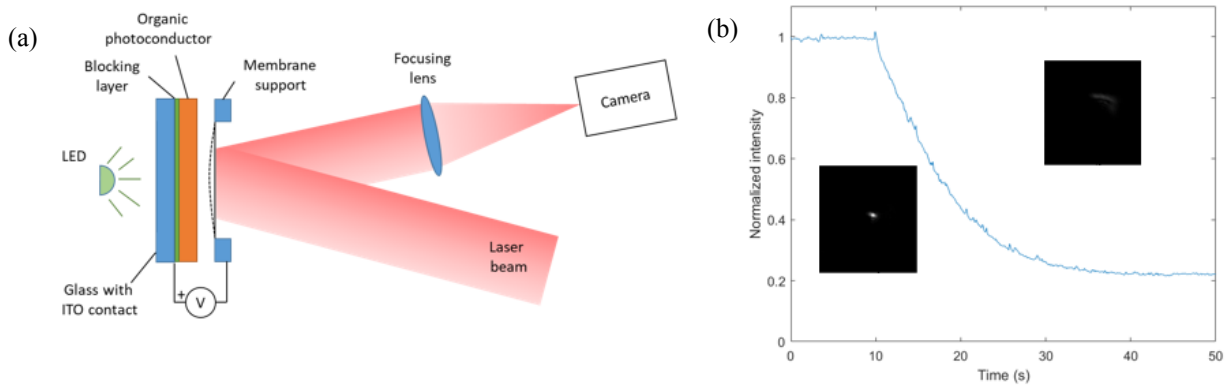 (a)
Organic
photoconductor
Blocking
layer
Membrane
support
Focusing
lens
Camera
LED
Laser
beam
Glass with
ITO contact
+
V
(b)
Normalized intensity
1
0.8
0.6
0.4
0.2
0
0
10
20
30
40
50
Time (s)